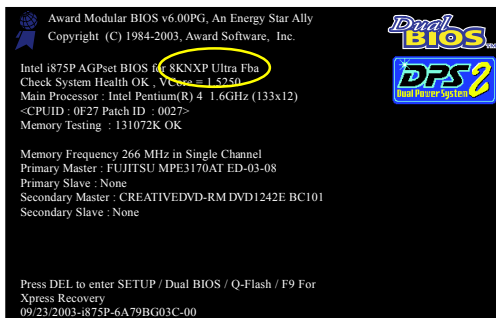 Award Modular BIOS v6.00PG, An Energy Star Ally
Copyright (C) 1984-2003, Award Software, Inc.
Dual
BIOS
Intel i875P AGPset BIOS for 8KNXP Ultra Fba
Check System Health OK , VCore = 1.5250
Main Processor : Intel Pentium(R) 4 1.6GHz (133x12)
<CPUID : 0F27 Patch ID : 0027>
Memory Testing : 131072K OK
DPS2
Dual Power System
Memory Frequency 266 MHz in Single Channel
Primary Master : FUJITSU MPE3170AT ED-03-08
Primary Slave : None
Secondary Master : CREATIVEDVD-RM DVD1242E BC101
Secondary Slave : None
Press DEL to enter SETUP / Dual BIOS / Q-Flash / F9 For
Xpress Recovery
09/23/2003-i875P-6A79BG03C-00